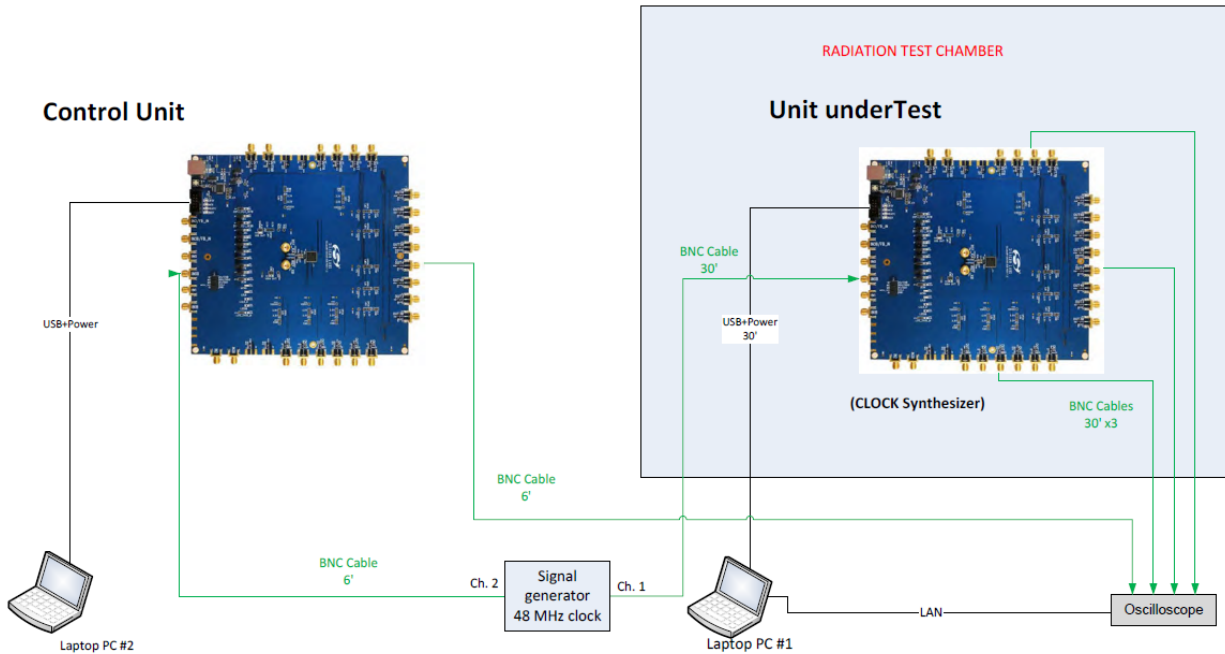 RADIATION TEST CHAMBER
Control Unit
Unit underTest
BNC Cable
30'
USB+Power
USB+Power
30'
(CLOCK Synthesizer)
BNC Cables
30' x3
BNC Cable
6'
BNC Cable
6'
Ch. 2
Signal
generator
48 MHz clock
Ch. 1
LAN
Oscilloscope
Laptop PC #2
Laptop PC #1